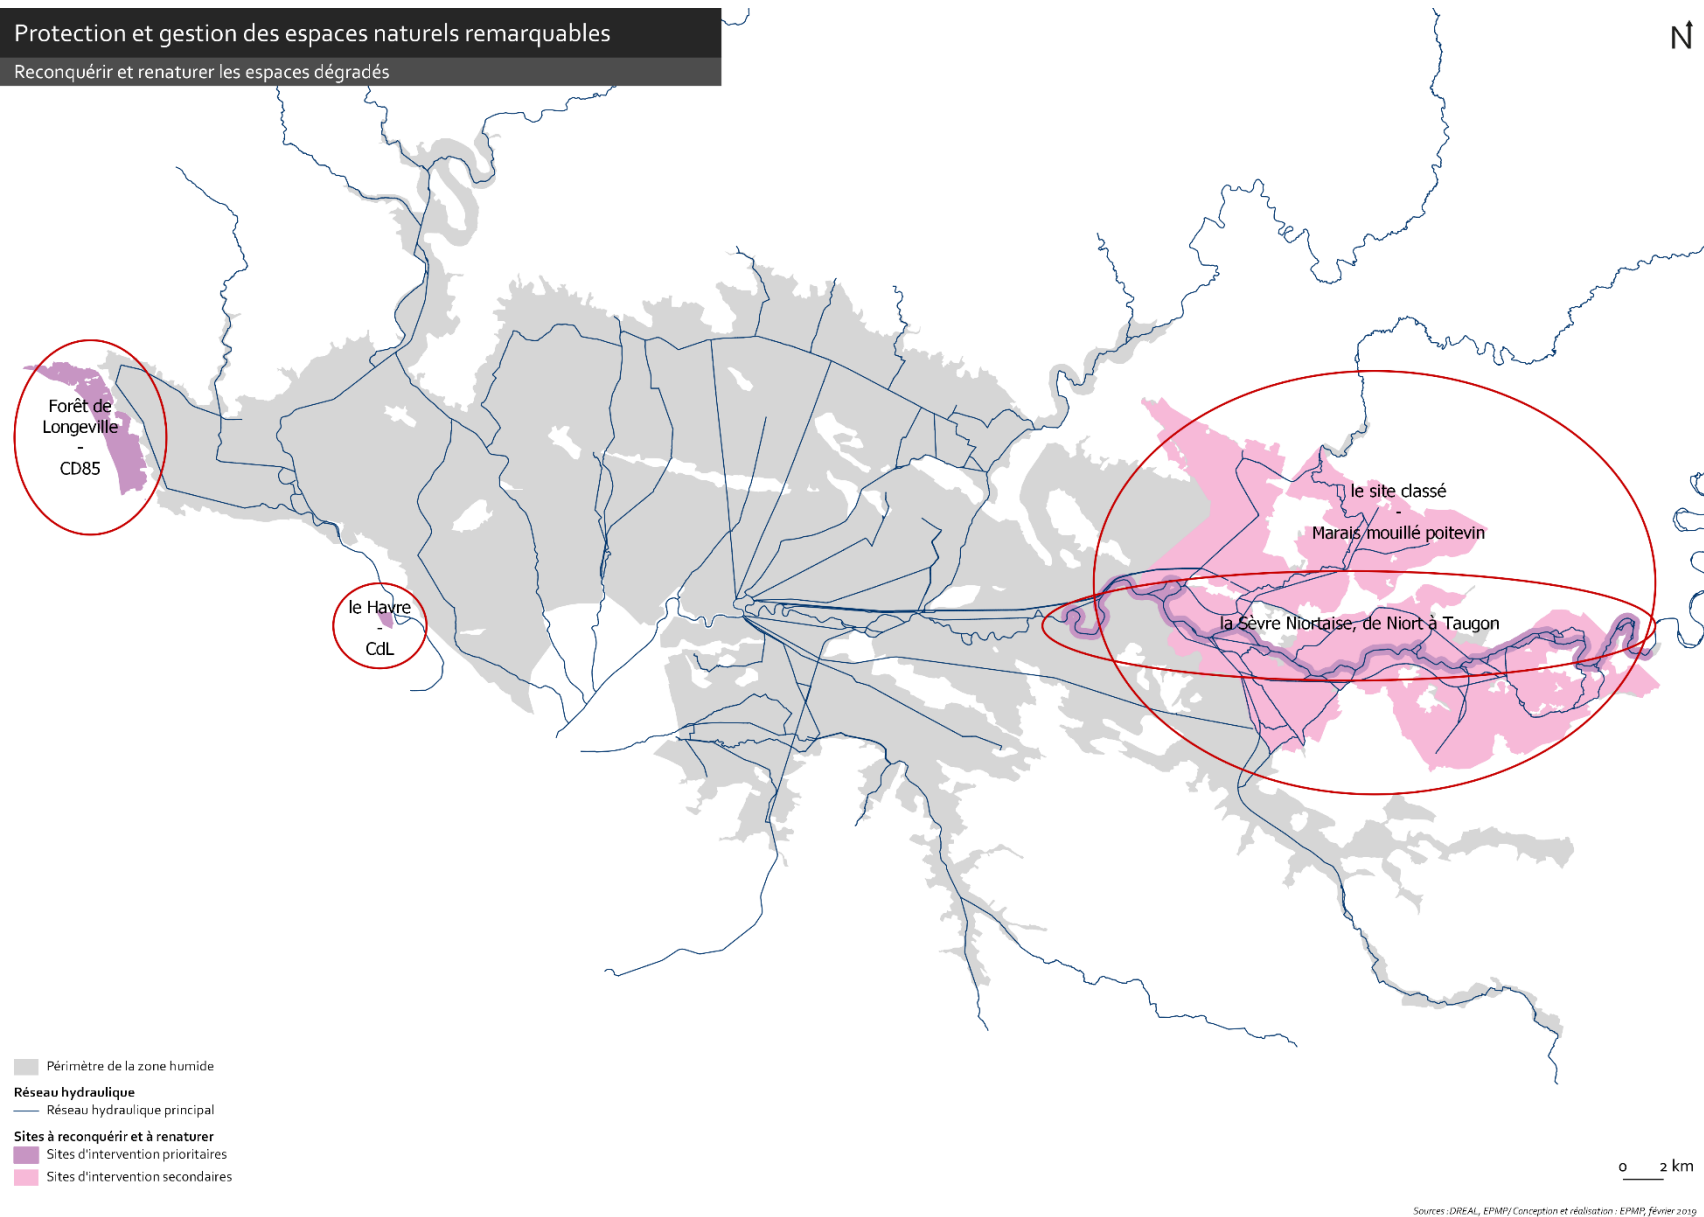 Protection et gestion des espaces naturels remarquables
Reconquérir et renaturer les espaces dégradés
N
Forêt de
Longeville
-
CD85
le Havre
-
CdL
le site classé
-
Marais mouillé poitevin
la Sèvre Niortaise, de Niort à Taugon
Périmètre de la zone humide
Réseau hydraulique
Réseau hydraulique principal
Sites à reconquérir et à renaturer
Sites d'intervention prioritaires
Sites d'intervention secondaires
0 2 km
Sources : DREAL, EPMP/ Conception et réalisation : EPMP, février 2019